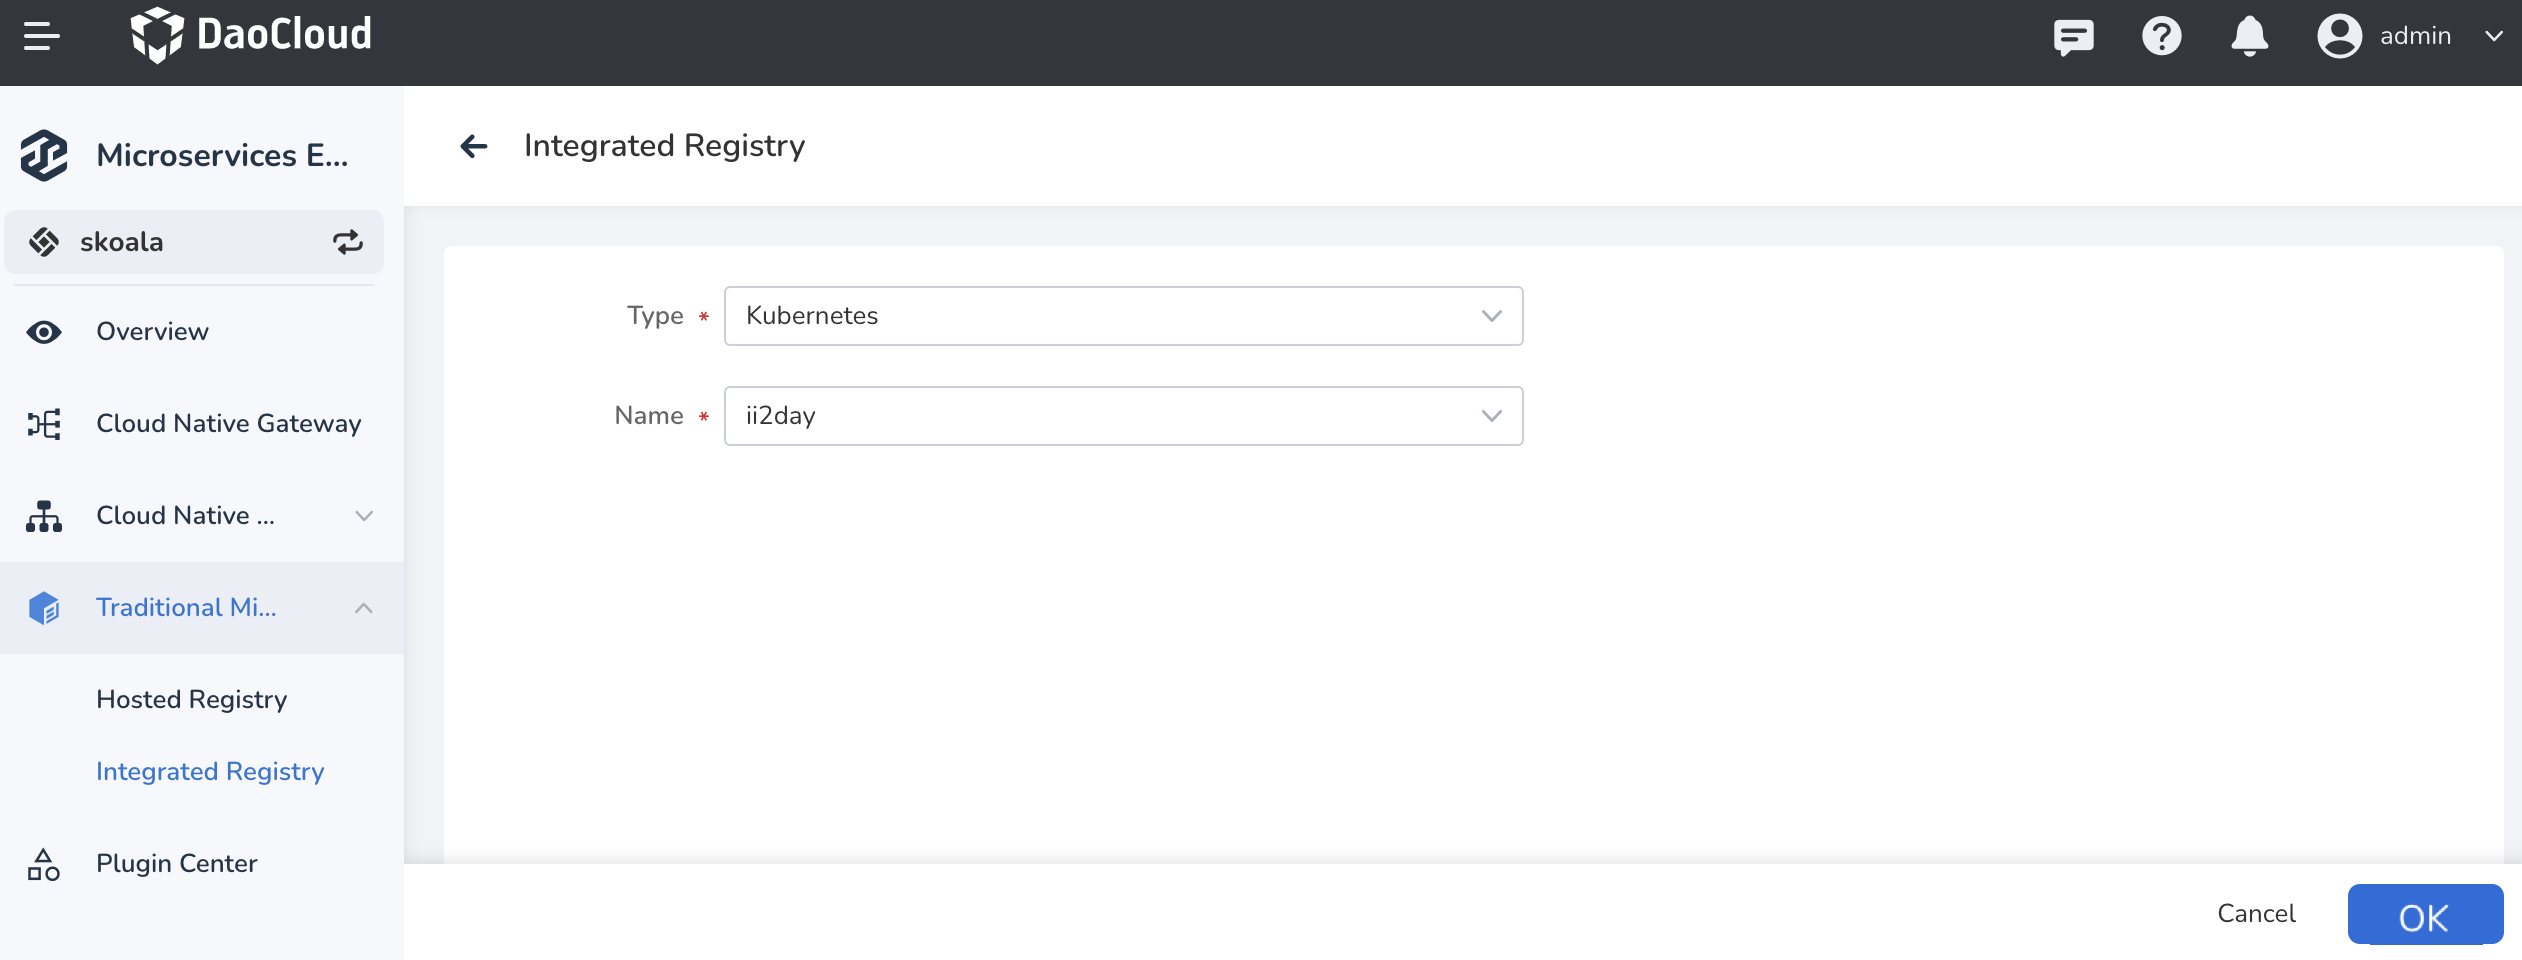 DaoCloud
admin
Microservices E...
skoala
Overview
Cloud Native Gateway
Cloud Native ...
Traditional Mi...
Hosted Registry
Integrated Registry
Plugin Center
Integrated Registry
Type *
Kubernetes
Name *
ii2day
Cancel
OK